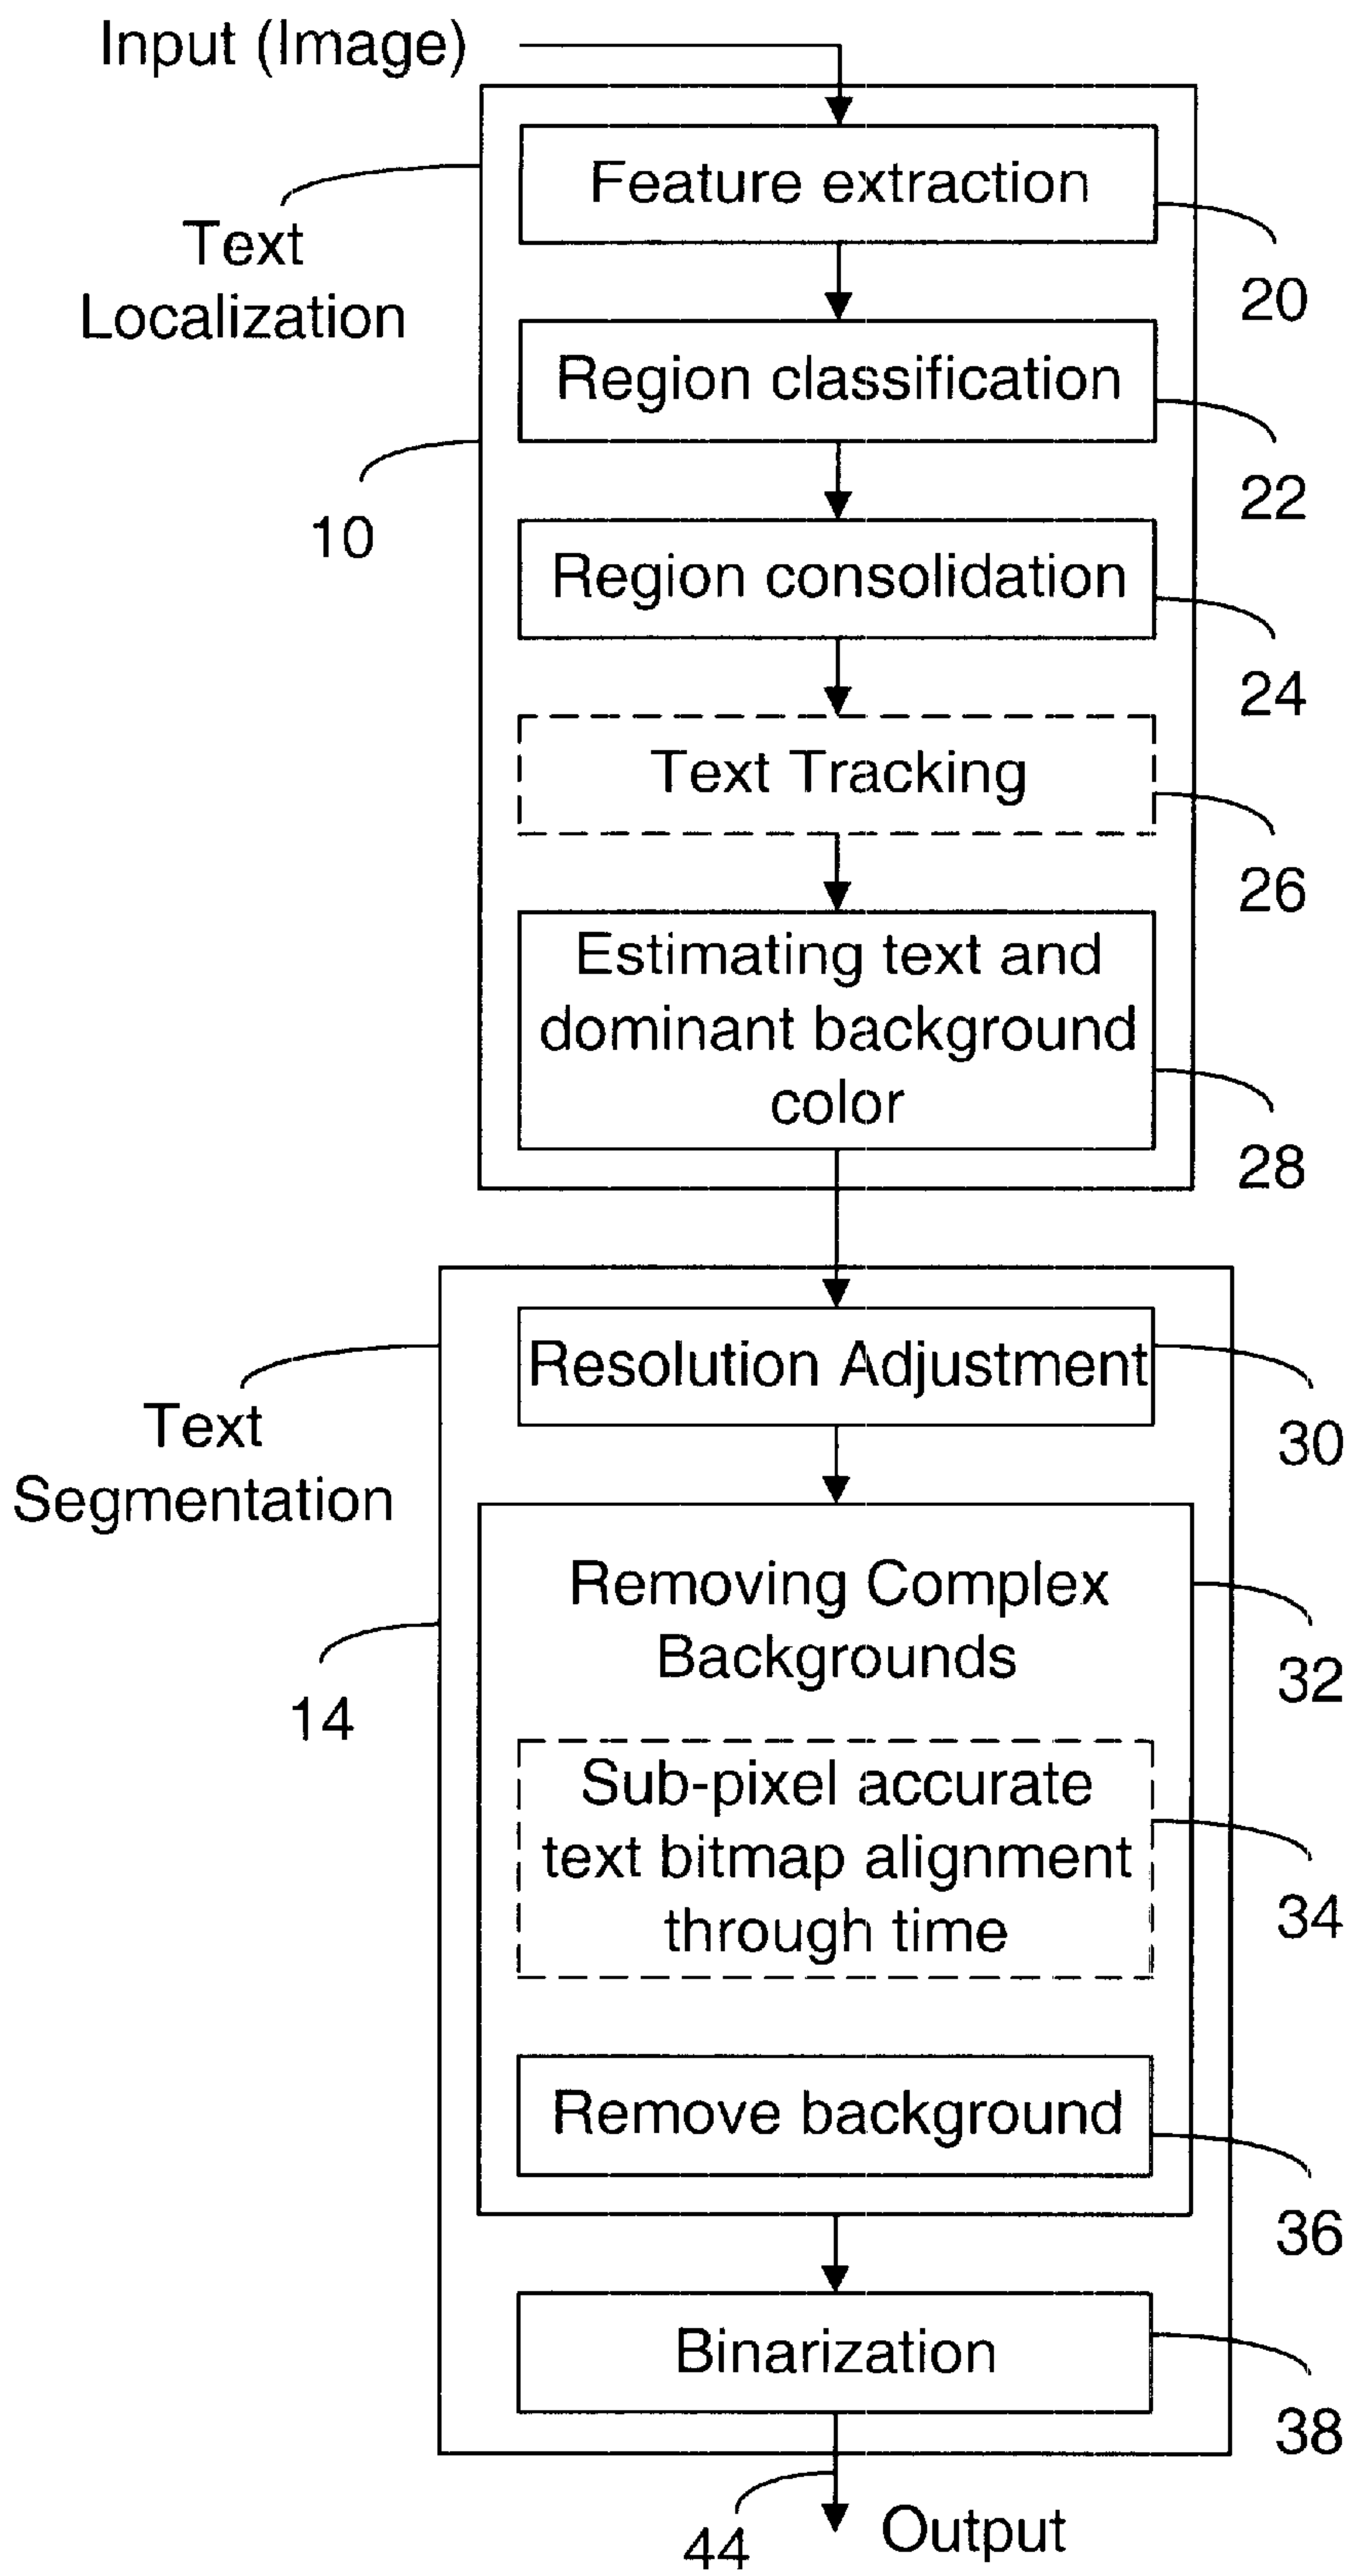 Input (Image)
Feature extraction
20
Text
Localization
Region classification
22
10
Region consolidation
24
Text Tracking
26
Estimating text and
dominant background
color
28
Resolution Adjustment
30
Text
Segmentation
Removing Complex
Backgrounds
32
14
Sub-pixel accurate
text bitmap alignment
through time
34
Remove background
36
Binarization
38
44
Output